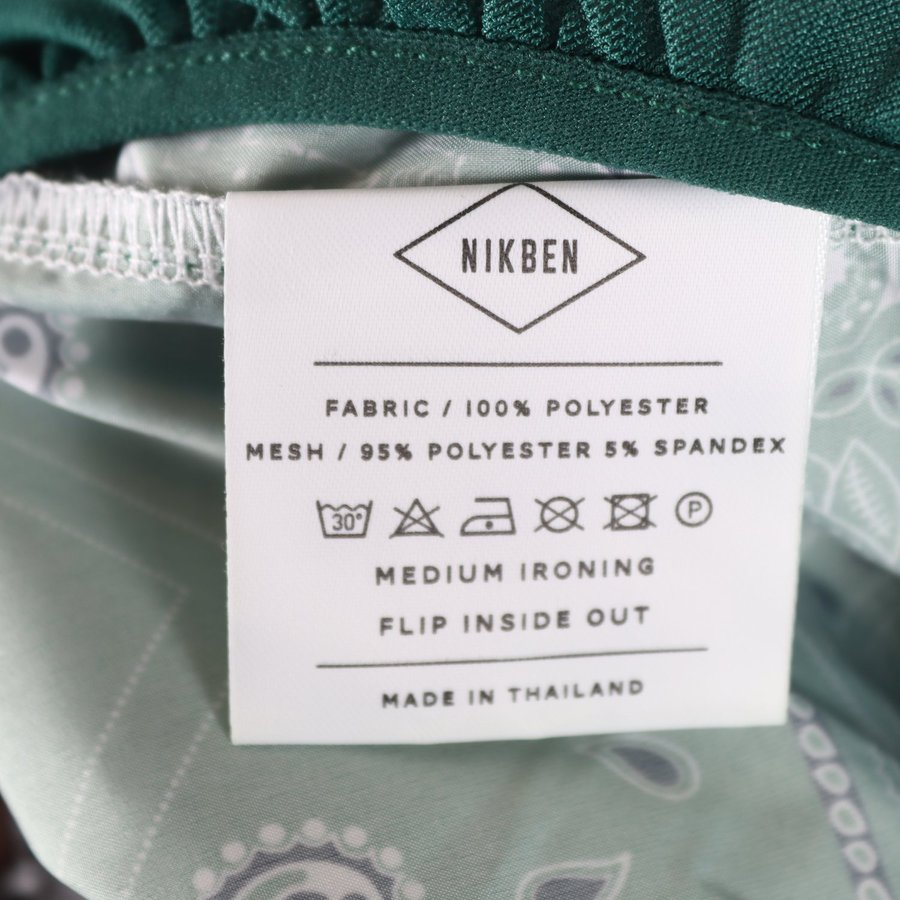 NIKBEN
FABRIC / 100% POLYESTER
MESH / 95% POLYESTER 5% SPANDEX
30° P
MEDIUM IRONING
FLIP INSIDE OUT
MADE IN THAILAND